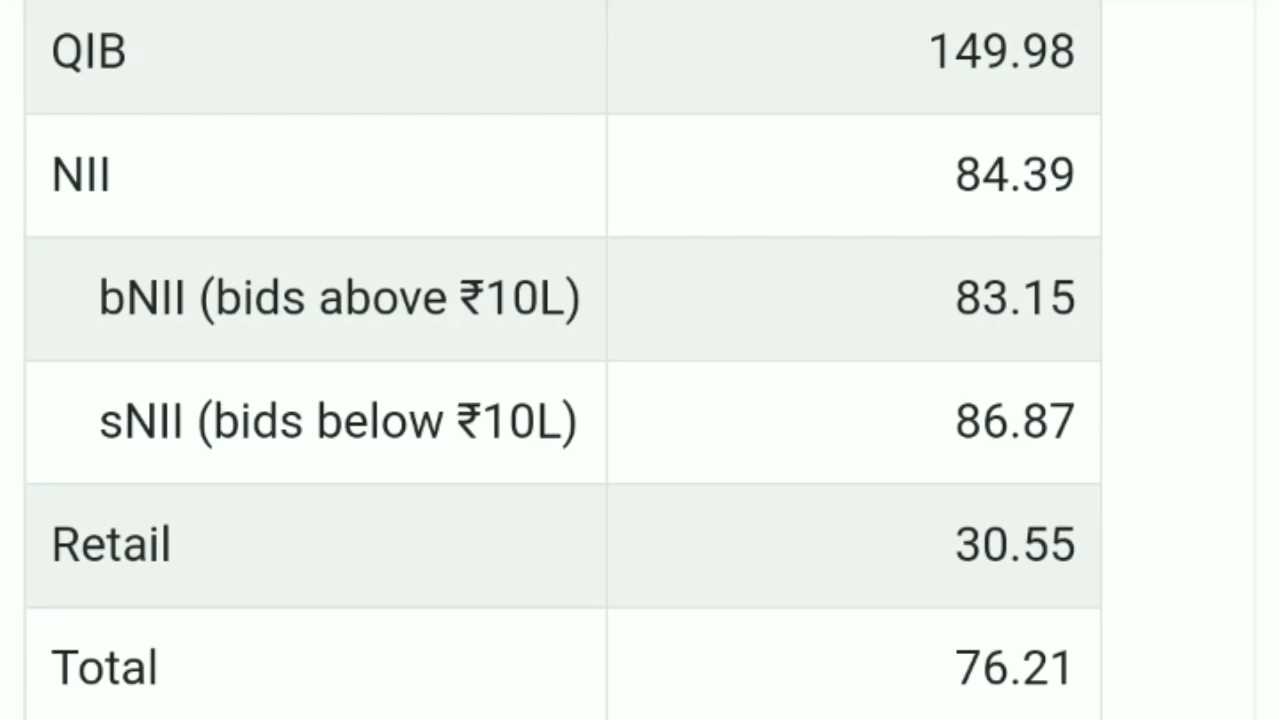 QIB 149.98
NII 84.39
bNII (bids above ₹10L) 83.15
sNII (bids below ₹10L) 86.87
Retail 30.55
Total 76.21